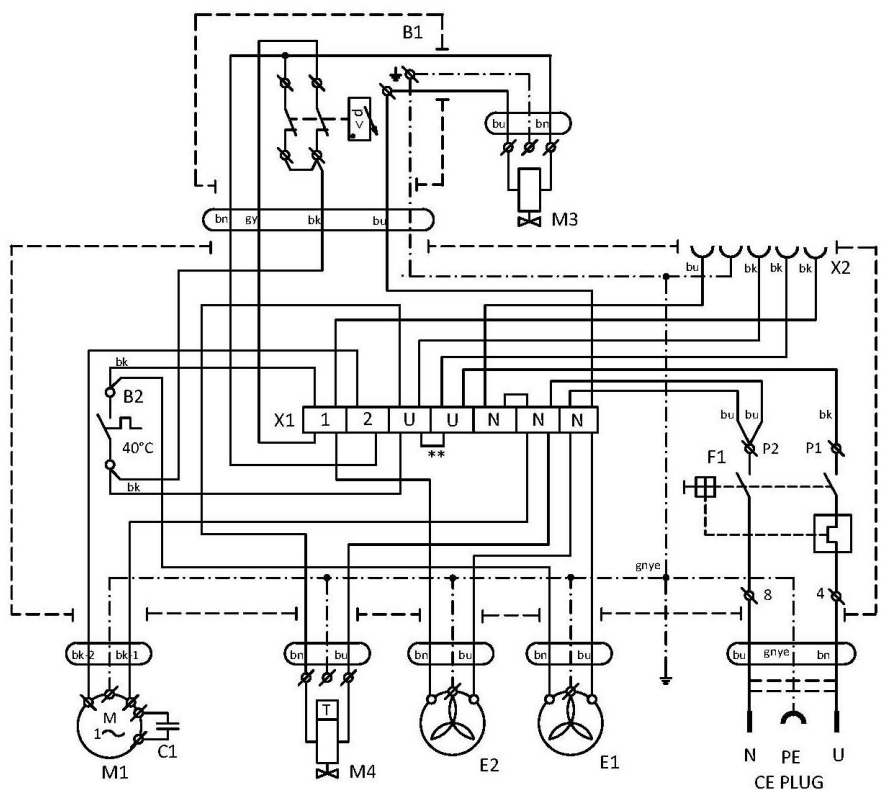 B1
p >
bu
bn
M3
bn
gy
bk
bu
bu
bk
bk
bk
X2
bk
B2
40°C
bk
X1
1
2
U
U
N
N
N
**
bu
bu
bk
P2
P1
F1
gnye
8
4
bk-2
bk-1
bn
bu
bn
bu
bn
bu
bu
gnye
bn
M
1
C1
M1
T
M4
E2
E1
N
PE
U
CE PLUG